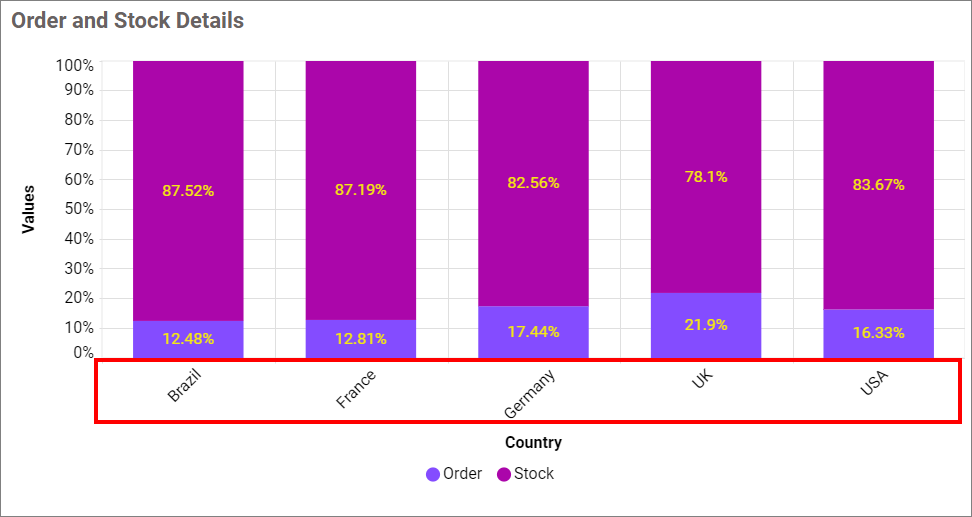 Order and Stock Details
Values
100%
90%
80%
70%
60%
50%
40%
30%
20%
10%
0%
87.52%
87.19%
82.56%
78.1%
83.67%
12.48%
12.81%
17.44%
21.9%
16.33%
Brazil
France
Germany
UK
USA
Country
Order
Stock